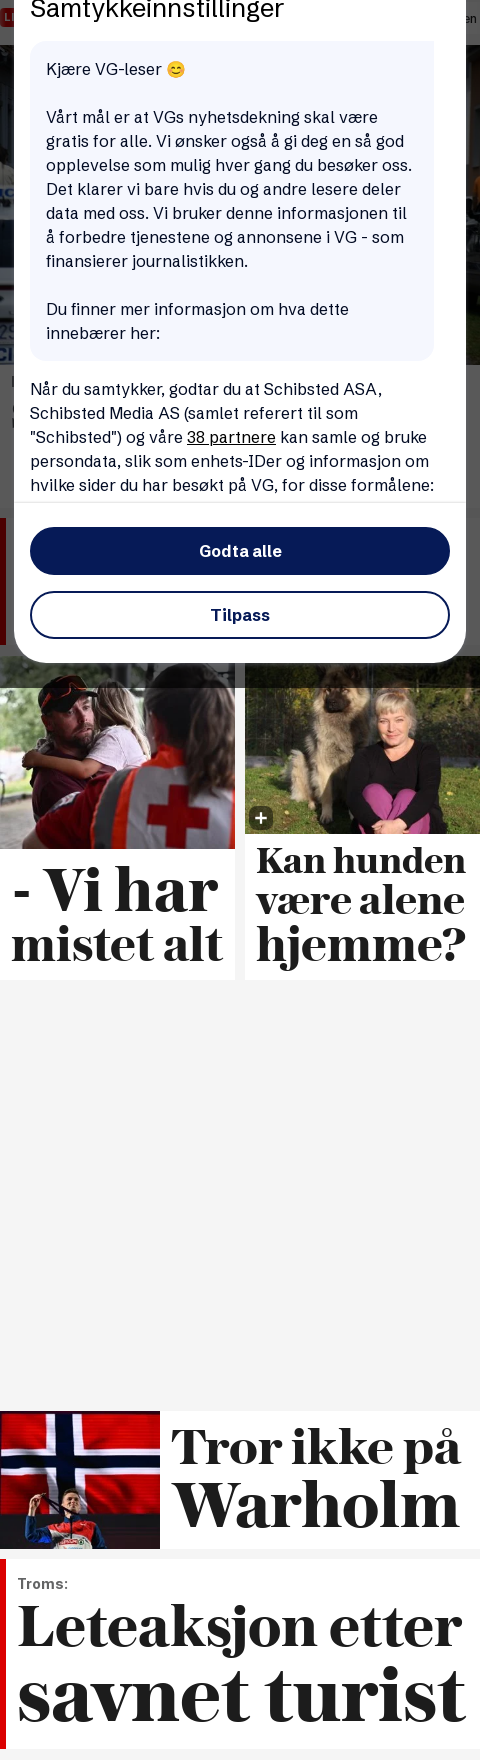 Samtykkeinnstillinger
Kjære VG-leser 😊
Vårt mål er at VGs nyhetsdekning skal være
gratis for alle. Vi ønsker også å gi deg en så god
opplevelse som mulig hver gang du besøker oss.
Det klarer vi bare hvis du og andre lesere deler
data med oss. Vi bruker denne informasjonen til
å forbedre tjenestene og annonsene i VG - som
finansierer journalistikken.
Du finner mer informasjon om hva dette
innebærer her:
Når du samtykker, godtar du at Schibsted ASA,
Schibsted Media AS (samlet referert til som
"Schibsted") og våre 38 partnere kan samle og bruke
persondata, slik som enhets-IDer og informasjon om
hvilke sider du har besøkt på VG, for disse formålene:
Godta alle
Tilpass
- Vi har
mistet alt
Kan hunden
være alene
hjemme?
Tror ikke på
Warholm
Troms:
Leteaksjon etter
savnet turist